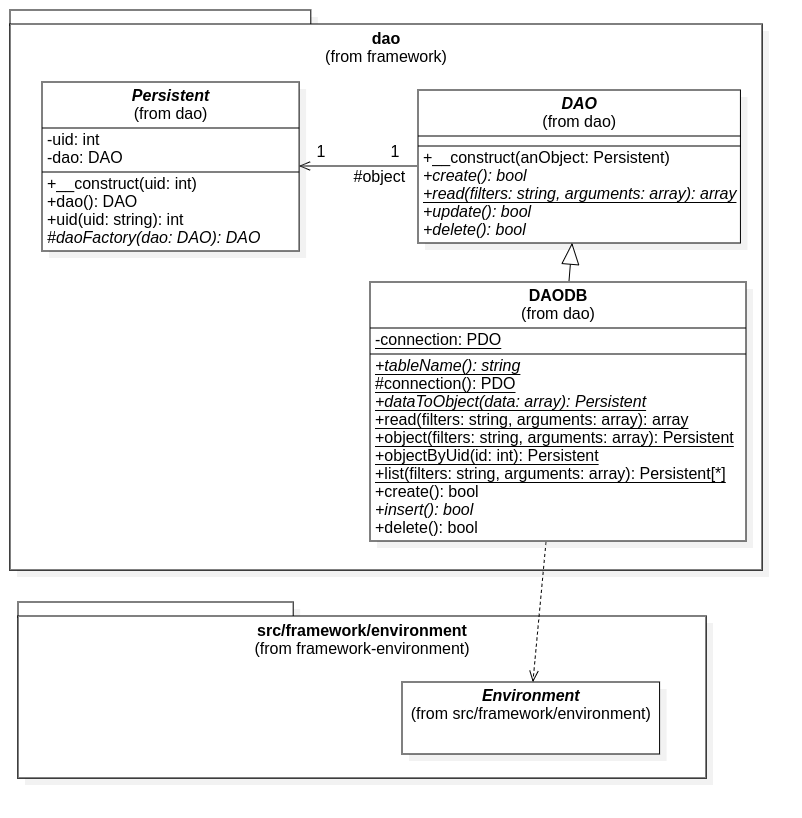 dao
(from framework)
Persistent
(from dao)
-uid: int
-dao: DAO
+__construct(uid: int)
+dao(): DAO
+uid(uid: string): int
#daoFactory(dao: DAO): DAO
1
1
#object
DAO
(from dao)
+__construct(anObject: Persistent)
+create(): bool
+read(filters: string, arguments: array): array
+update(): bool
+delete(): bool
DAODB
(from dao)
-connection: PDO
+tableName(): string
#connection(): PDO
+dataToObject(data: array): Persistent
+read(filters: string, arguments: array): array
+object(filters: string, arguments: array): Persistent
+objectByUid(id: int): Persistent
+list(filters: string, arguments: array): Persistent[*]
+create(): bool
+insert(): bool
+delete(): bool
src/framework/environment
(from framework-environment)
Environment
(from src/framework/environment)